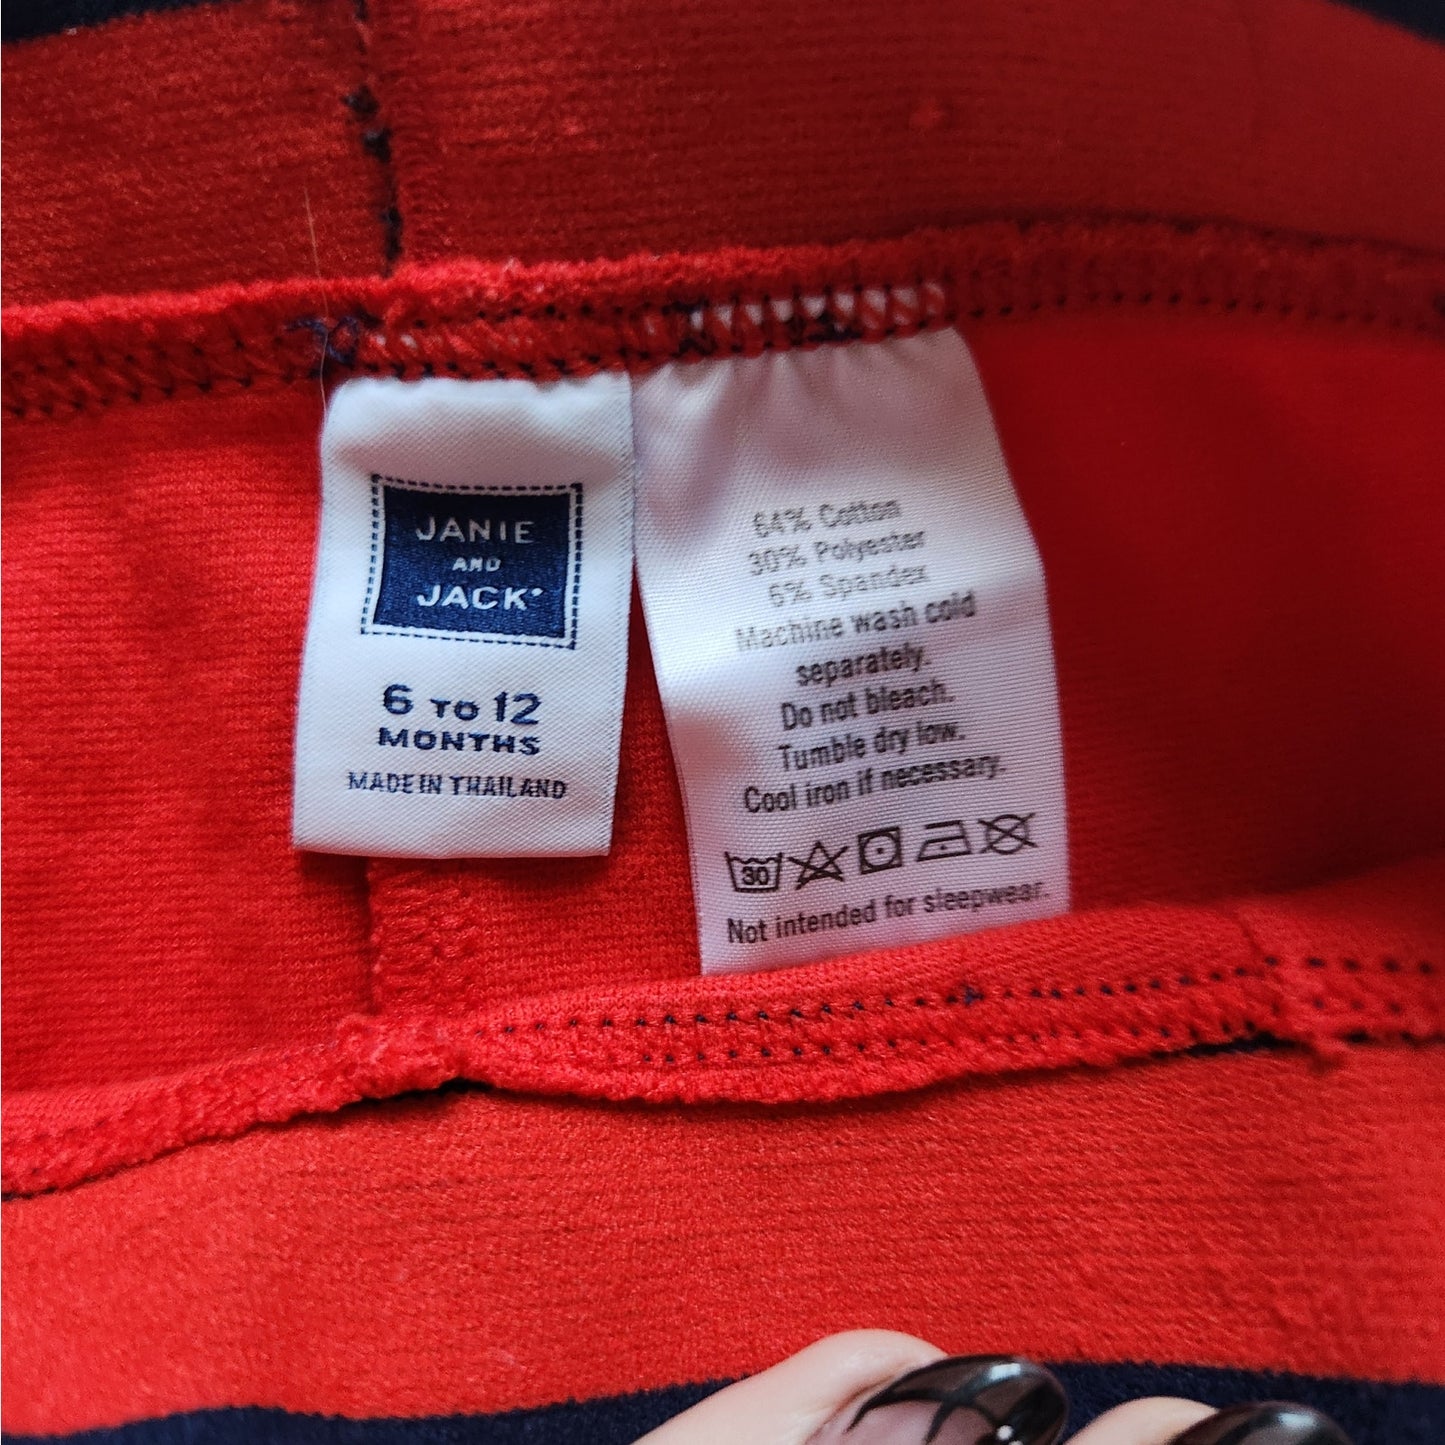 JANIE
AND
JACK
6 TO 12
MONTHS
MADE IN THAILAND
64% Cotton
30% Polyester
6% Spandex
Machine wash cold
separately.
Do not bleach.
Tumble dry low.
Cool iron if necessary.
30
Not intended for sleepwear.